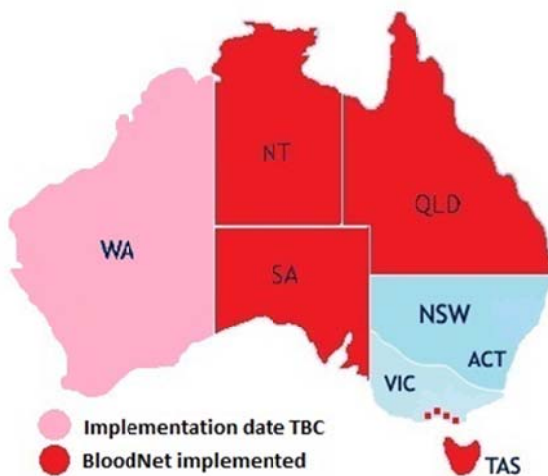 NT
QLD
WA
SA
NSW
ACT
VIC
Implementation date TBC
BloodNet implemented
TAS